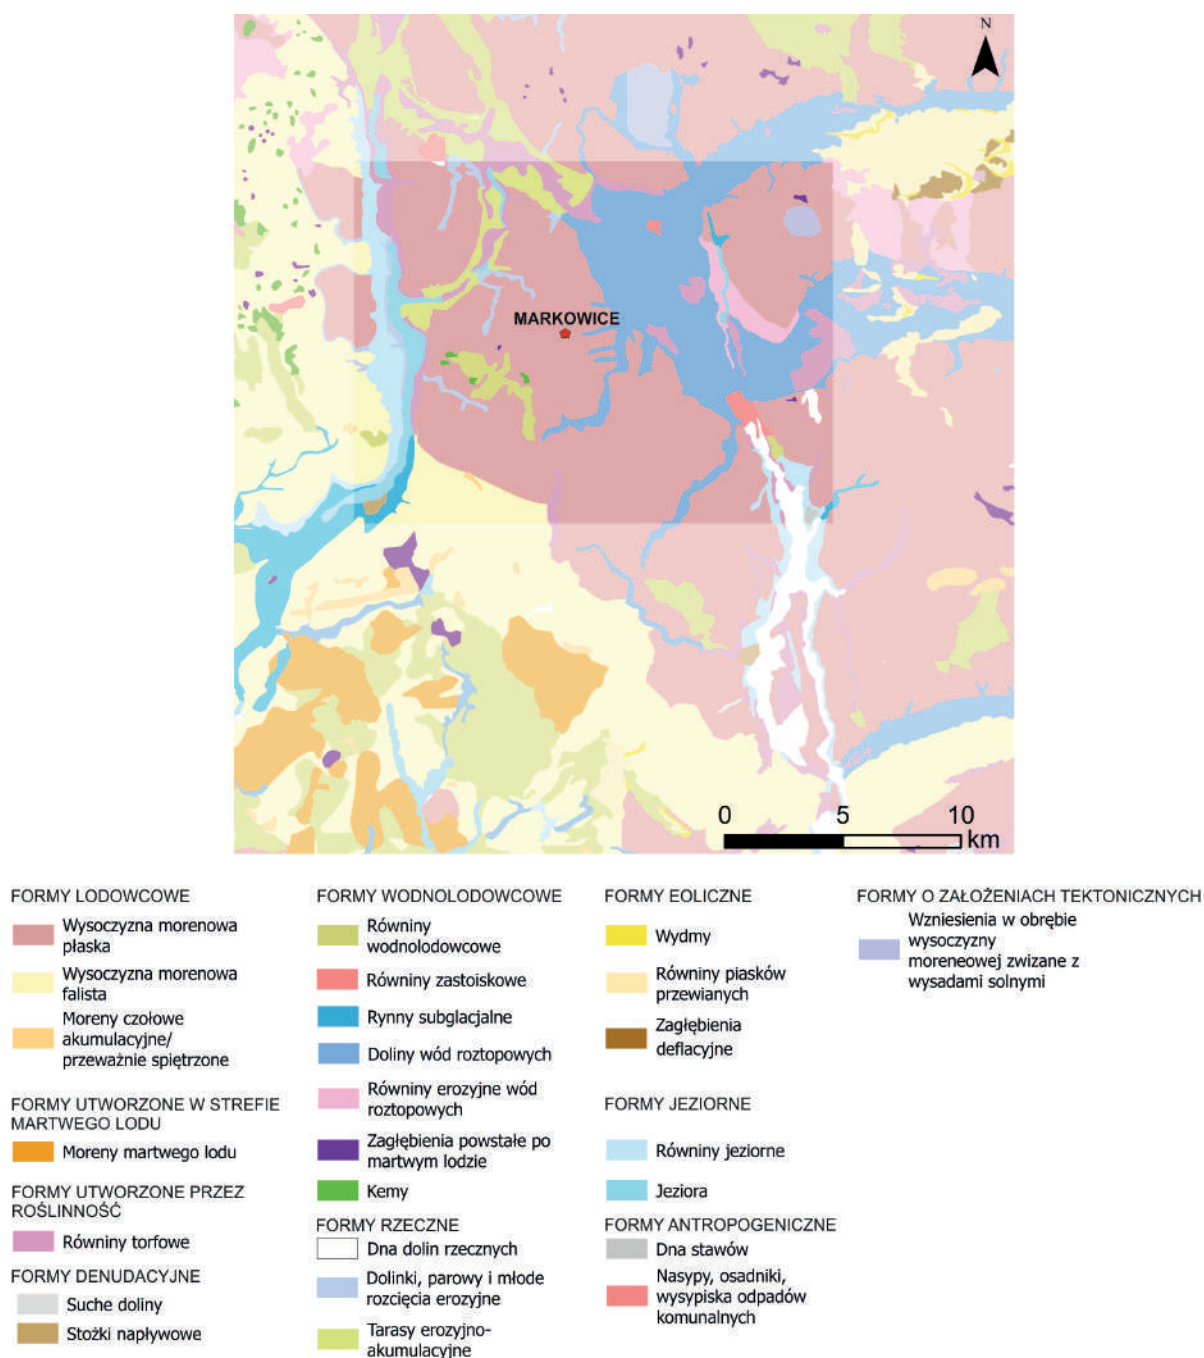 N
MARKOWICE
0 5 10
km
FORMY LODOWCOWE
Wysoczyzna morenowa
płaska
Wysoczyzna morenowa
falista
Moreny czołowe
akumulacyjne/
przeważnie spiętrzone
FORMY UTWORZONE W STREFIE
MARTWEGO LODU
Moreny martwego lodu
FORMY UTWORZONE PRZEZ
ROŚLINNOŚĆ
Równiny torfowe
FORMY DENUDACYJNE
Suche doliny
Stożki napływowe
FORMY WODNOLODOWCOWE
Równiny
wodnolodowcowe
Równiny zastoiskowe
Rynny subglacjalne
Doliny wód roztopowych
Równiny erozyjne wód
roztopowych
Zagłębienia powstałe po
martwym lodzie
Kemy
FORMY RZECZNE
Dna dolin rzecznych
Dolinki, parowy i młode
rozcięcia erozyjne
Tarasy erozyjno-
akumulacyjne
FORMY EOLICZNE
Wydmy
Równiny piasków
przewianych
Zagłębienia
deflacyjne
FORMY JEZIORNE
Równiny jeziorne
Jeziora
FORMY ANTROPOGENICZNE
Dna stawów
Nasypy, osadniki,
wysypiska odpadów
komunalnych
FORMY O ZAŁOŻENIACH TEKTONICZNYCH
Wzniesienia w obrębie
wysoczyzny
moreneowej zwizane z
wysadami solnymi